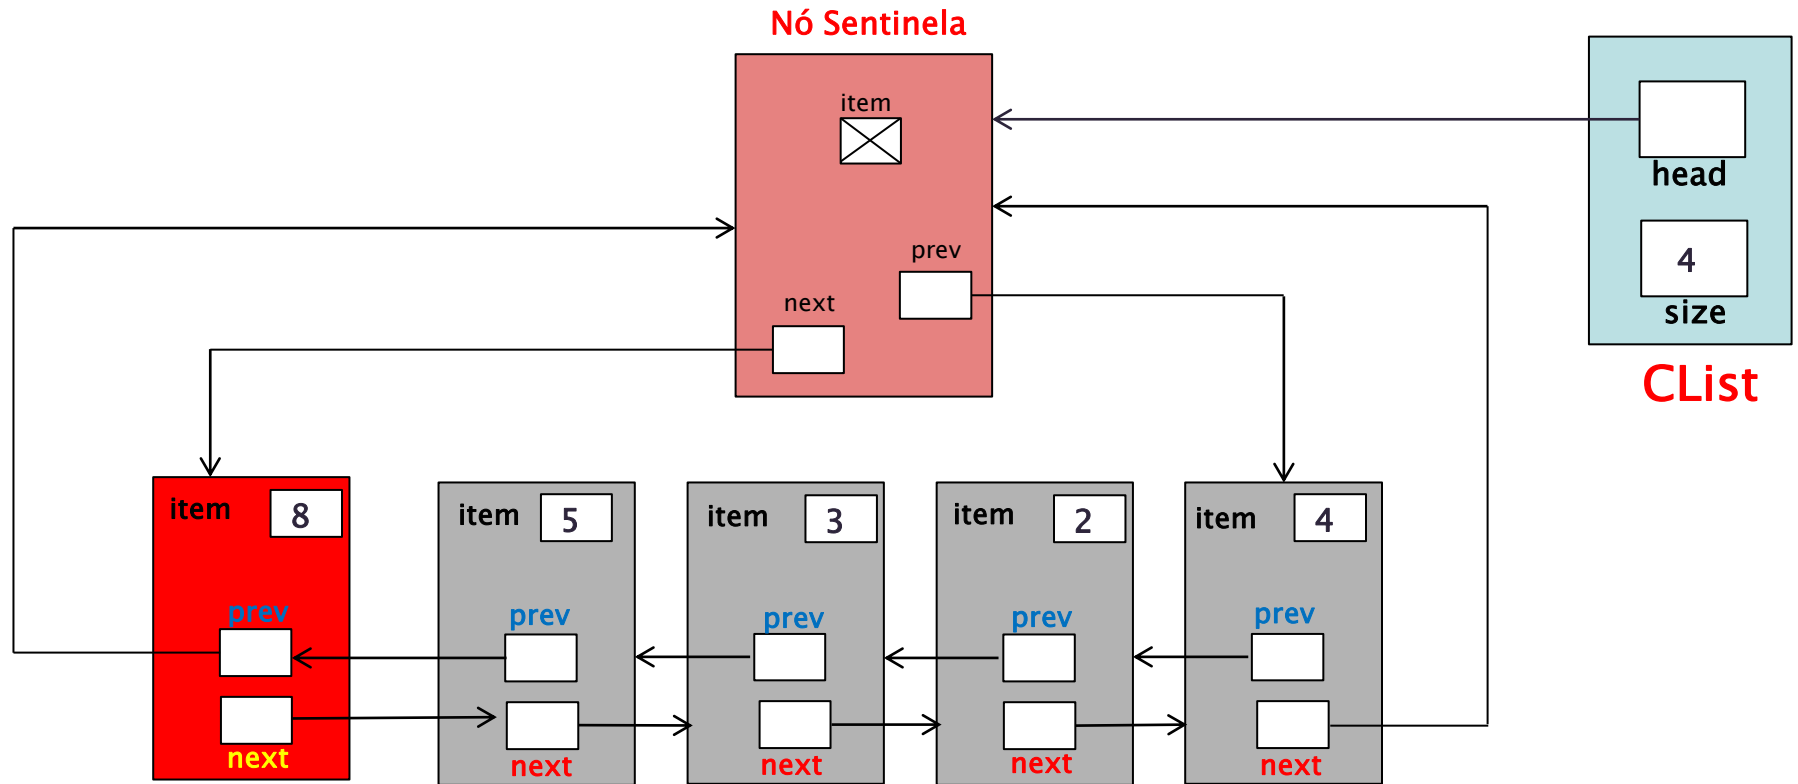 Nó Sentinela
item
head
prev
4
next
size
CList
item 8
item 5
item 3
item 2
item 4
prev
prev
prev
prev
prev
next
next
next
next
next